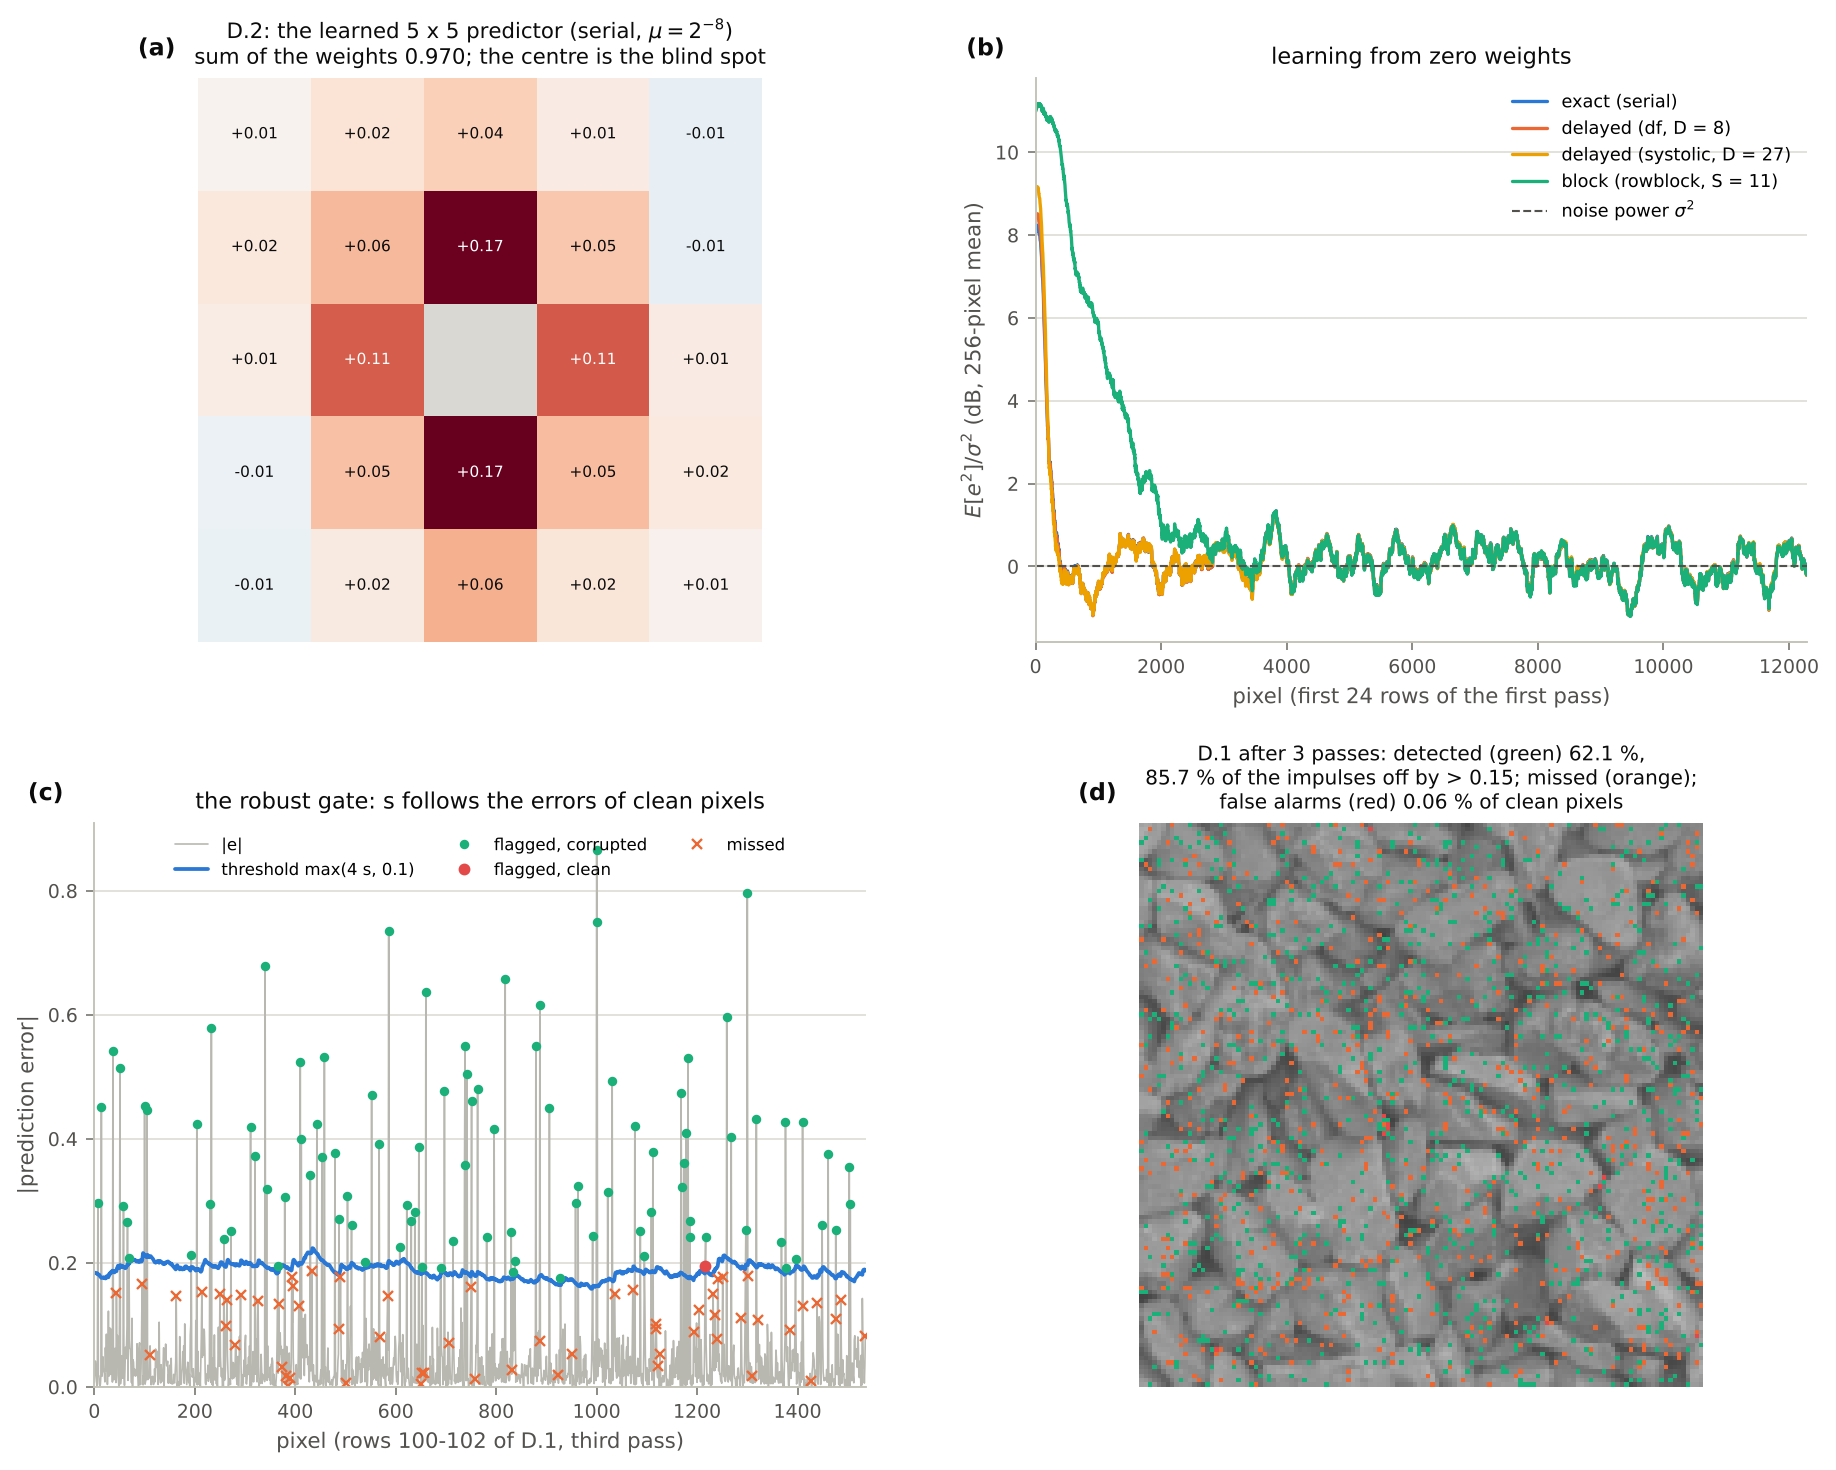 (a)
D.2: the learned 5 x 5 predictor (serial, μ = 2⁻⁸)
sum of the weights 0.970; the centre is the blind spot
+0.01 +0.02 +0.04 +0.01 -0.01
+0.02 +0.06 +0.17 +0.05 -0.01
+0.01 +0.11 +0.11 +0.01
-0.01 +0.05 +0.17 +0.05 +0.02
-0.01 +0.02 +0.06 +0.02 +0.01
(b)
learning from zero weights
exact (serial)
delayed (df, D = 8)
delayed (systolic, D = 27)
block (rowblock, S = 11)
noise power σ²
E[e²]/σ² (dB, 256-pixel mean)
10
8
6
4
2
0
0 2000 4000 6000 8000 10000 12000
pixel (first 24 rows of the first pass)
(c)
the robust gate: s follows the errors of clean pixels
|e|
threshold max(4 s, 0.1)
flagged, corrupted
flagged, clean
missed
|prediction error|
0.8
0.6
0.4
0.2
0.0
0 200 400 600 800 1000 1200 1400
pixel (rows 100-102 of D.1, third pass)
(d)
D.1 after 3 passes: detected (green) 62.1 %,
85.7 % of the impulses off by > 0.15; missed (orange);
false alarms (red) 0.06 % of clean pixels